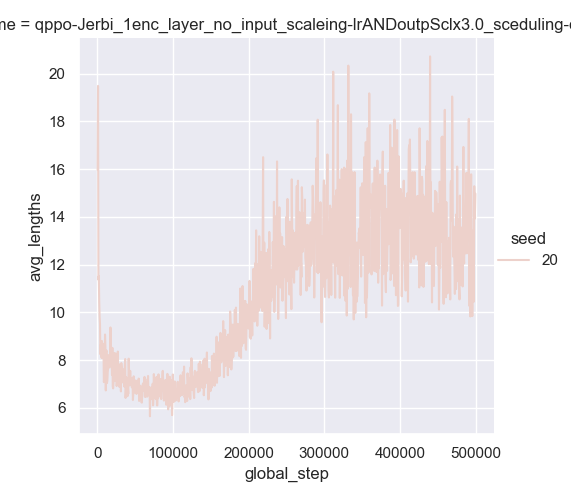 me = qppo-Jerbi_1enc_layer_no_input_scaleing-lrANDoutpSclx3.0_sceduling-
20
18
16
14
12
10
8
6
avg_lengths
0 100000 200000 300000 400000 500000
global_step
seed
20